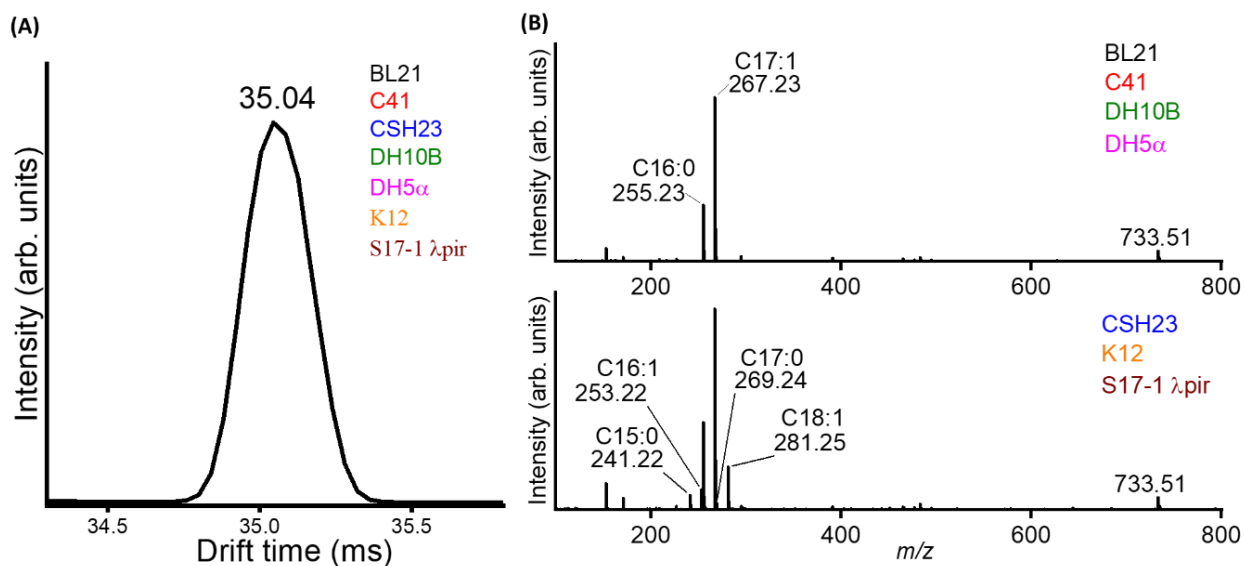 (A)
Intensity (arb. units)
35.04
BL21
C41
CSH23
DH10B
DH5α
K12
S17-1 λpir
34.5
35.0
35.5
Drift time (ms)
(B)
Intensity (arb. units)
C17:1
267.23
C16:0
255.23
BL21
C41
DH10B
DH5α
733.51
200
400
600
800
Intensity (arb. units)
C16:1
253.22
C15:0
241.22
C17:0
269.24
C18:1
281.25
CSH23
K12
S17-1 λpir
733.51
200
400
600
800
m/z